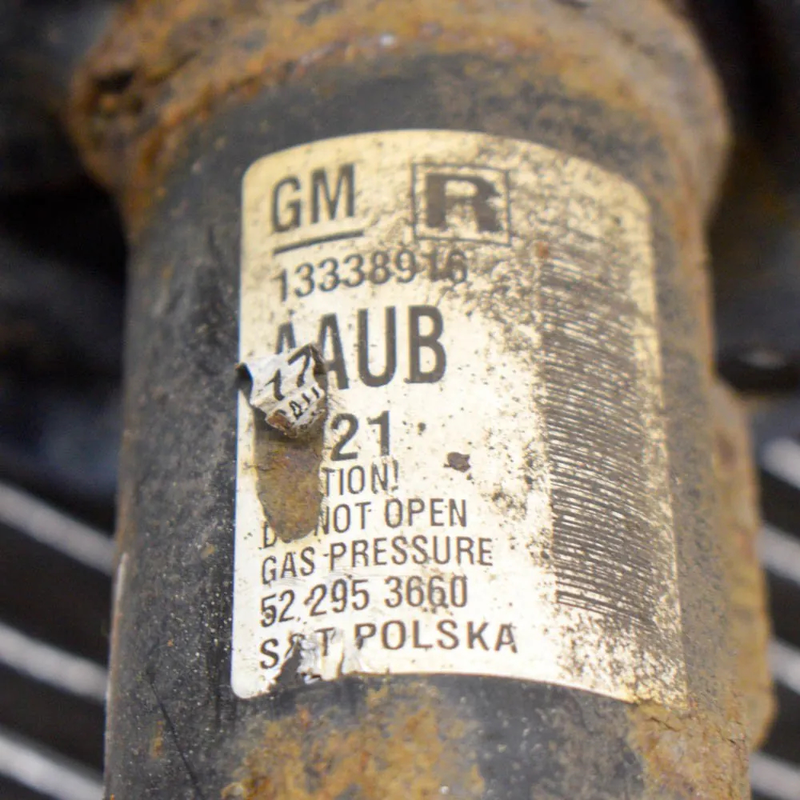 GM R
13338916
AAUB
21
TION!
NOT OPEN
GAS PRESSURE
52 295 3660
POLSKA